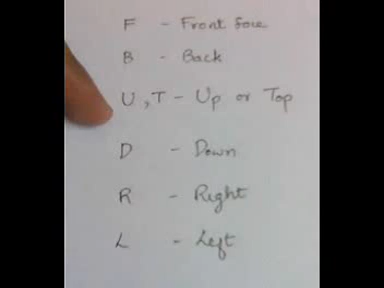 F - Front face
B - Back
U, T - Up or Top
D - Down
R - Right
L - Left